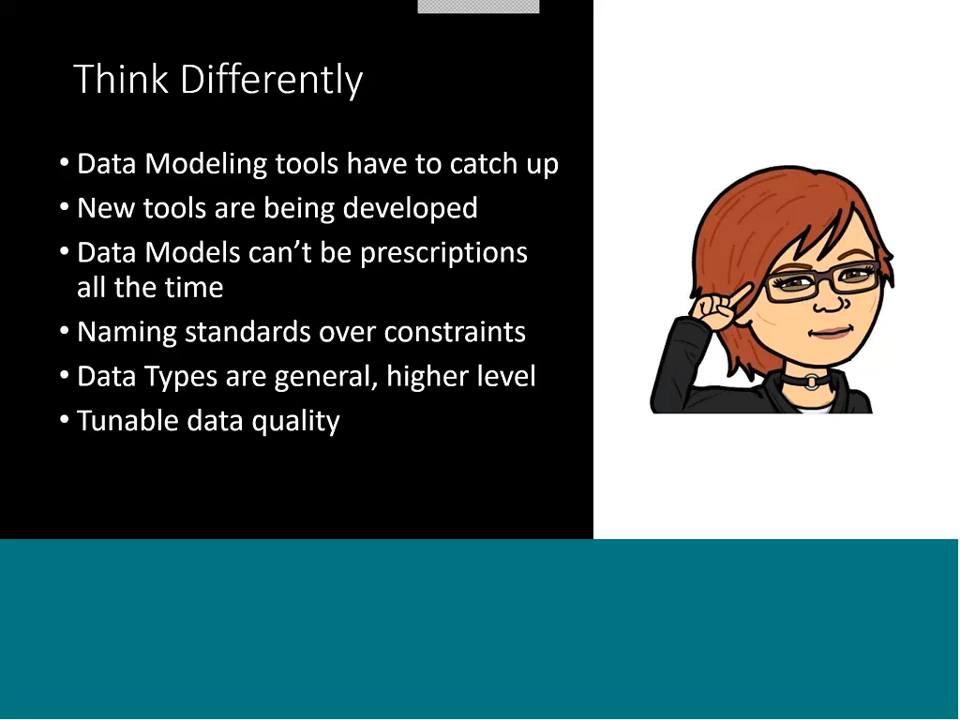 Think Differently
• Data Modeling tools have to catch up
• New tools are being developed
• Data Models can’t be prescriptions
all the time
• Naming standards over constraints
• Data Types are general, higher level
• Tunable data quality